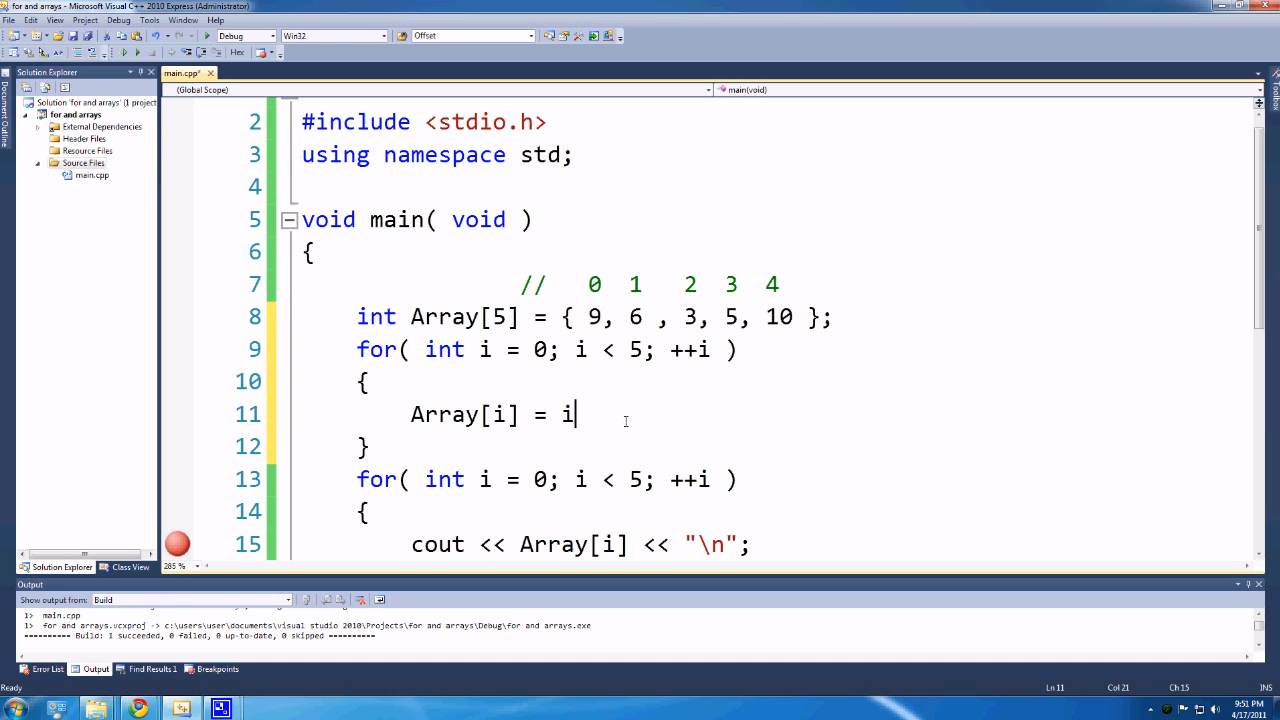 for and arrays - Microsoft Visual C++ 2010 Express (Administrator)
File Edit View Project Debug Tools Window Help
Debug Win32 Offset
Hex
Solution Explorer
main.cpp*
(Global Scope) main(void)
Document Outline
Toolbox
Solution 'for and arrays' (1 project
for and arrays
External Dependencies
Header Files
Resource Files
Source Files
main.cpp
2 #include <stdio.h>
3 using namespace std;
4
5 void main( void )
6 {
7 // 0 1 2 3 4
8 int Array[5] = { 9, 6 , 3, 5, 10 };
9 for( int i = 0; i < 5; ++i )
10 {
11 Array[i] = i
12 }
13 for( int i = 0; i < 5; ++i )
14 {
15 cout << Array[i] << "\n";
Solution Explorer Class View
285 %
Output
Show output from: Build
1> main.cpp
1> for and arrays.vcxproj -> c:\users\user\documents\visual studio 2010\Projects\for and arrays\Debug\for and arrays.exe
========== Build: 1 succeeded, 0 failed, 0 up-to-date, 0 skipped ==========
Error List Output Find Results 1 Breakpoints
Ready Ln 11 Col 21 Ch 15 INS
9:51 PM
4/17/2011